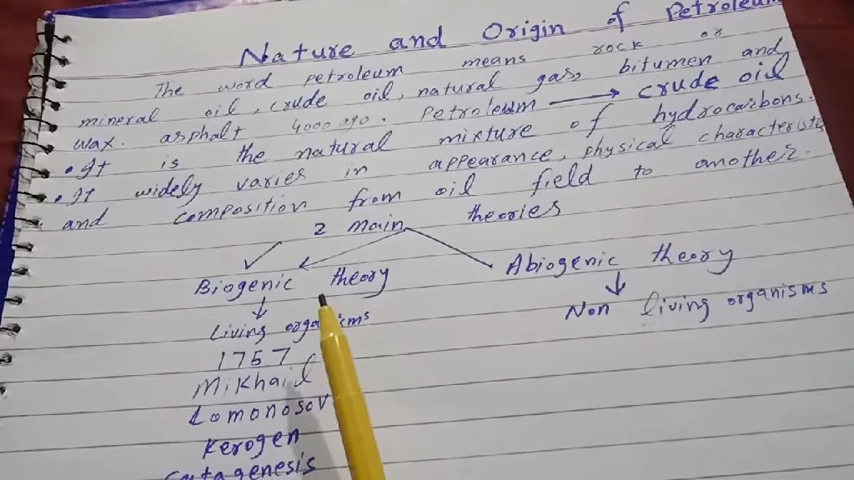 Nature and Origin of Petroleum
The word petroleum means rock or
mineral oil, crude oil, natural gas, bitumen and
wax. asphalt 4000 ago. Petroleum → crude oil
• It is the natural mixture of hydrocarbons.
• It widely varies in appearance, physical characteristc
and composition from oil field to another.
2 main theories
Biogenic theory
Abiogenic theory
Living organisms
Non living organisms
1757
Mikhail
Lomonosov
Kerogen
Catagenesis